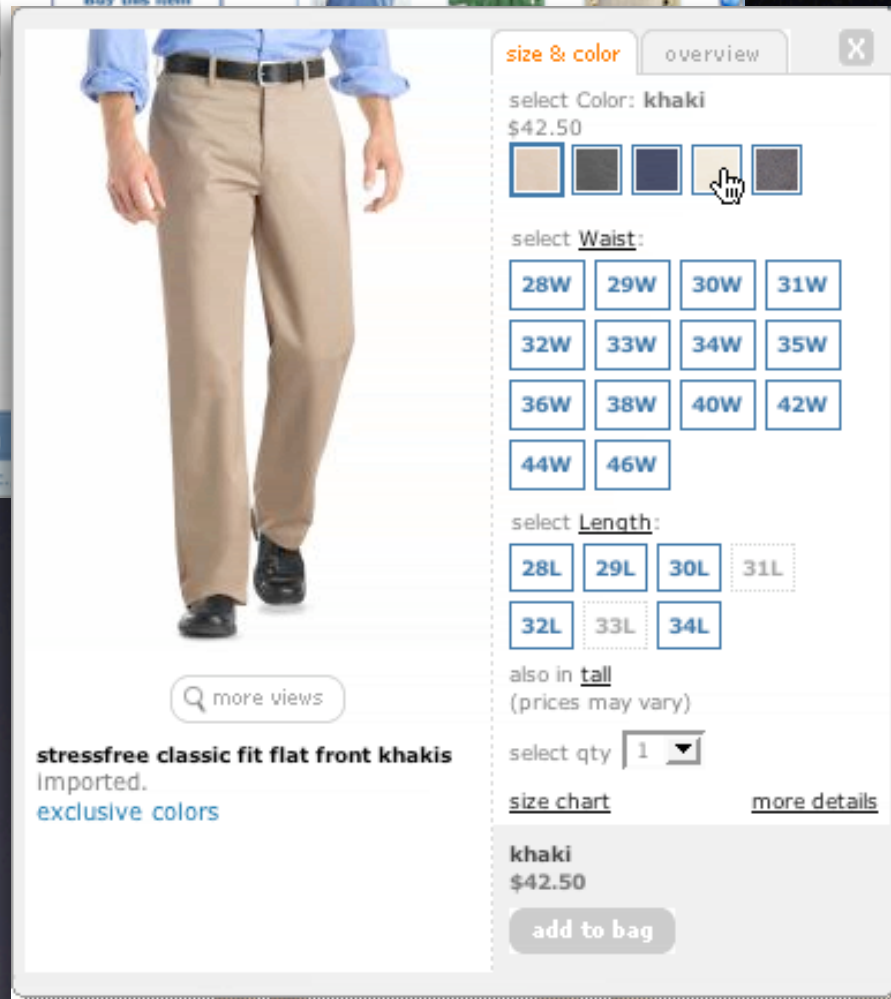 Buy this item
size & color
overview
X
select Color: khaki
$42.50
select Waist:
28W 29W 30W 31W
32W 33W 34W 35W
36W 38W 40W 42W
44W 46W
select Length:
28L 29L 30L 31L
32L 33L 34L
also in tall
(prices may vary)
select qty 1
size chart more details
khaki
$42.50
add to bag
more views
stressfree classic fit flat front khakis
imported.
exclusive colors